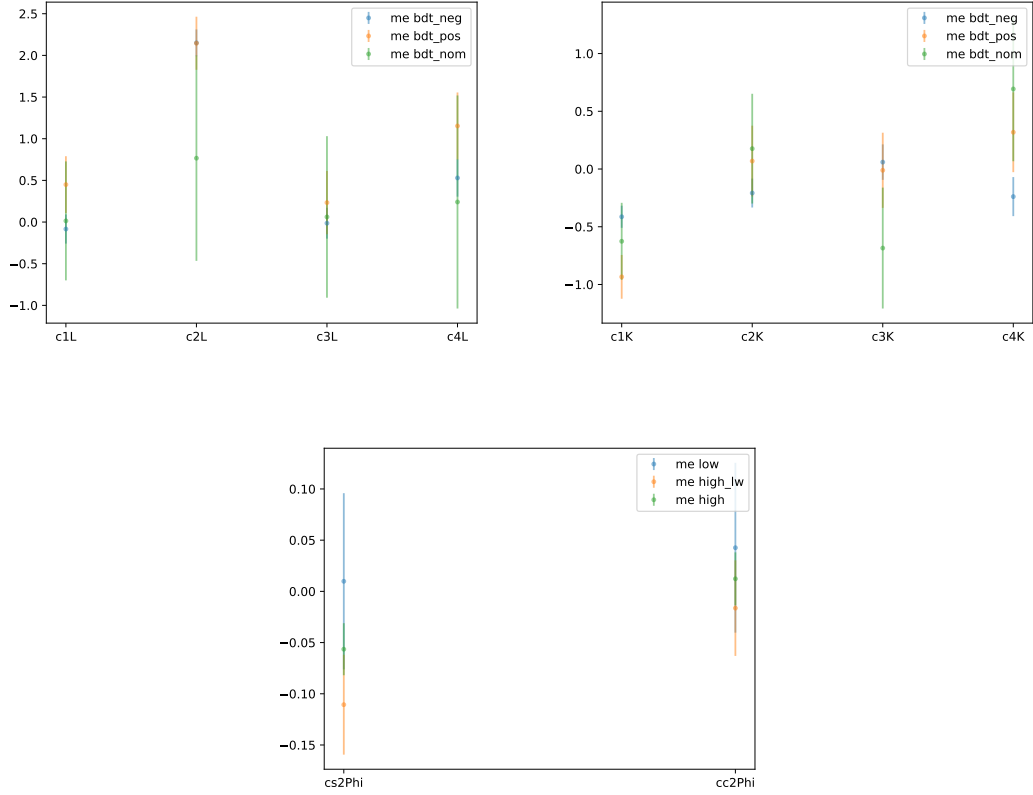 2.5
2.0
1.5
1.0
0.5
0.0
−0.5
−1.0
c1L
c2L
c3L
c4L
me bdt_neg
me bdt_pos
me bdt_nom
1.0
0.5
0.0
−0.5
−1.0
c1K
c2K
c3K
c4K
me bdt_neg
me bdt_pos
me bdt_nom
0.10
0.05
0.00
−0.05
−0.10
−0.15
cs2Phi
cc2Phi
me low
me high_lw
me high